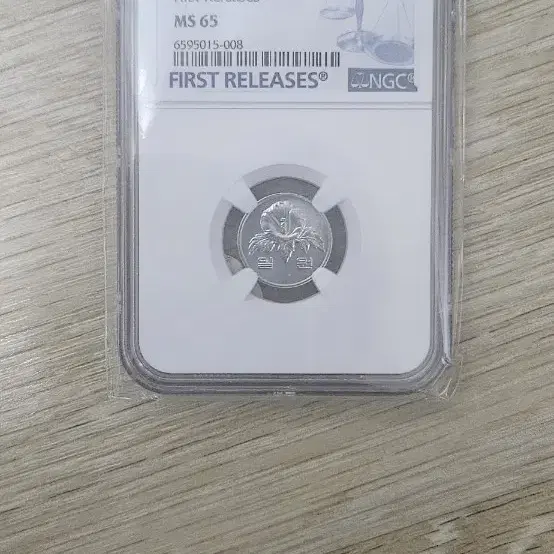 MS 65
6595015-008
FIRST RELEASES®
NGC®
일 원